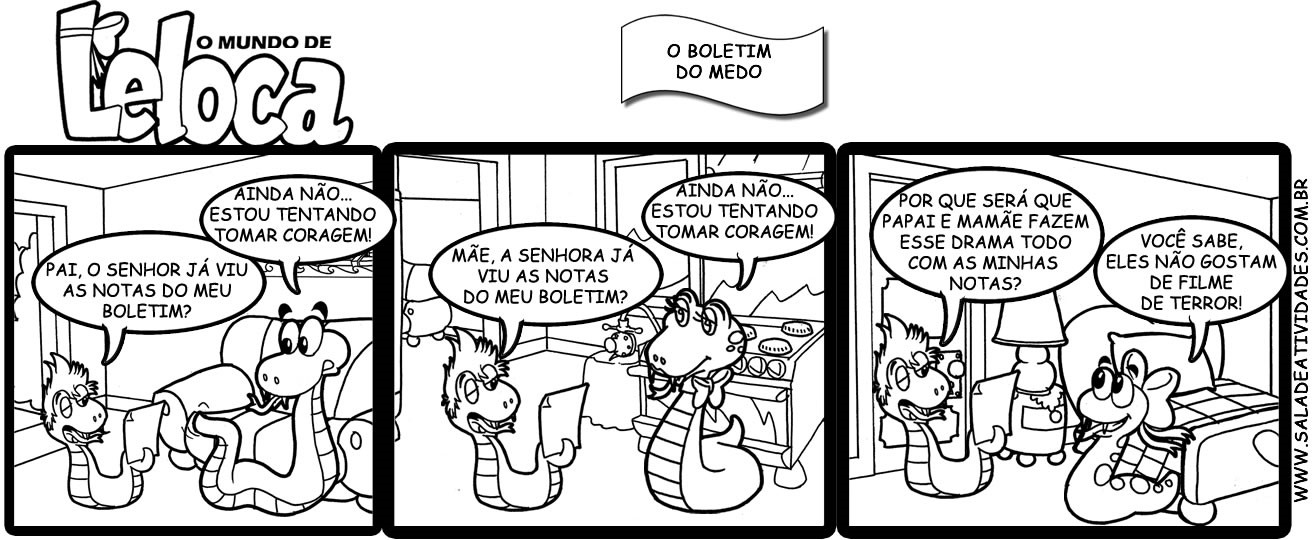 O MUNDO DE
Leloca
O BOLETIM
DO MEDO
PAI, O SENHOR JÁ VIU
AS NOTAS DO MEU
BOLETIM?
AINDA NÃO...
ESTOU TENTANDO
TOMAR CORAGEM!
MÃE, A SENHORA JÁ
VIU AS NOTAS
DO MEU BOLETIM?
AINDA NÃO...
ESTOU TENTANDO
TOMAR CORAGEM!
POR QUE SERÁ QUE
PAPAI E MAMÃE FAZEM
ESSE DRAMA TODO
COM AS MINHAS
NOTAS?
VOCÊ SABE,
ELES NÃO GOSTAM
DE FILME
DE TERROR!
WWW.SALADEATIVIDADES.COM.BR